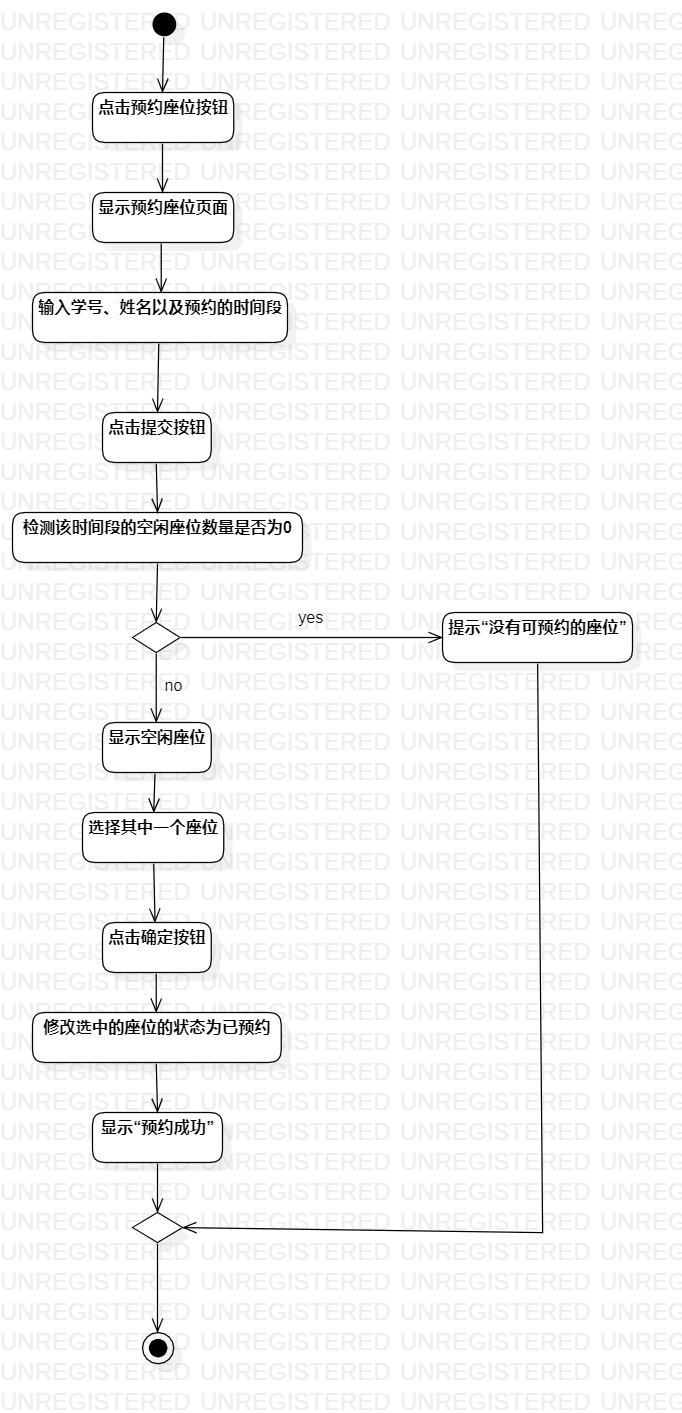 点击预约座位按钮
显示预约座位页面
输入学号、姓名以及预约的时间段
点击提交按钮
检测该时间段的空闲座位数量是否为0
yes
提示“没有可预约的座位”
no
显示空闲座位
选择其中一个座位
点击确定按钮
修改选中的座位的状态为已预约
显示“预约成功”